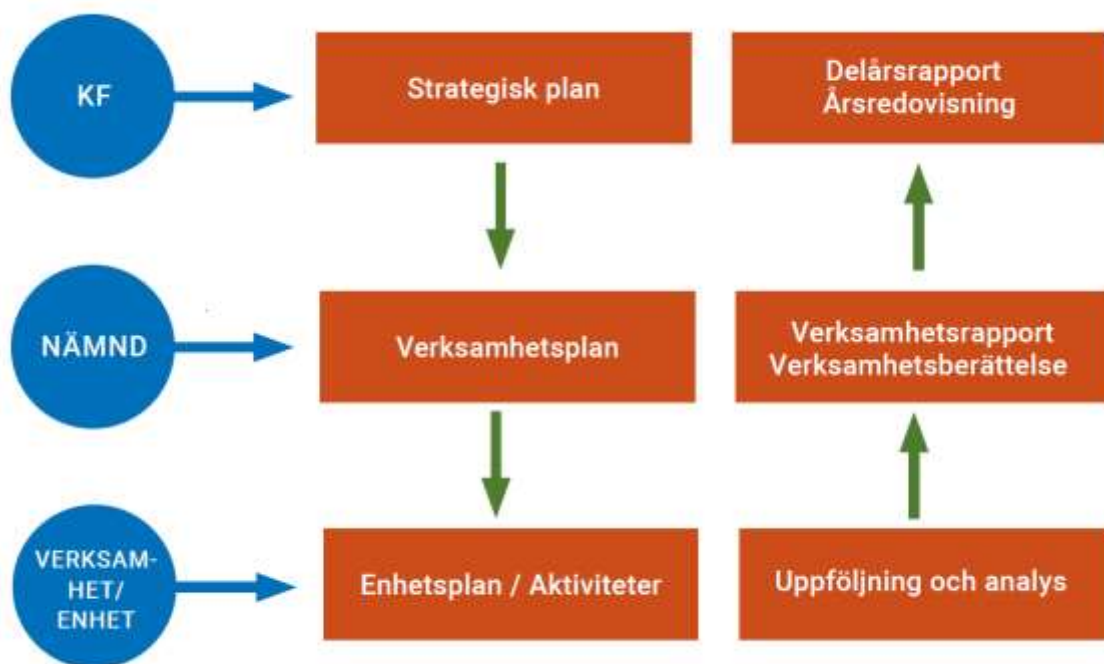 KF
Strategisk plan
Delårsrapport
Årsredovisning
NÄMND
Verksamhetsplan
Verksamhetsrapport
Verksamhetsberättelse
VERKSAM-
HET/
ENHET
Enhetsplan / Aktiviteter
Uppföljning och analys